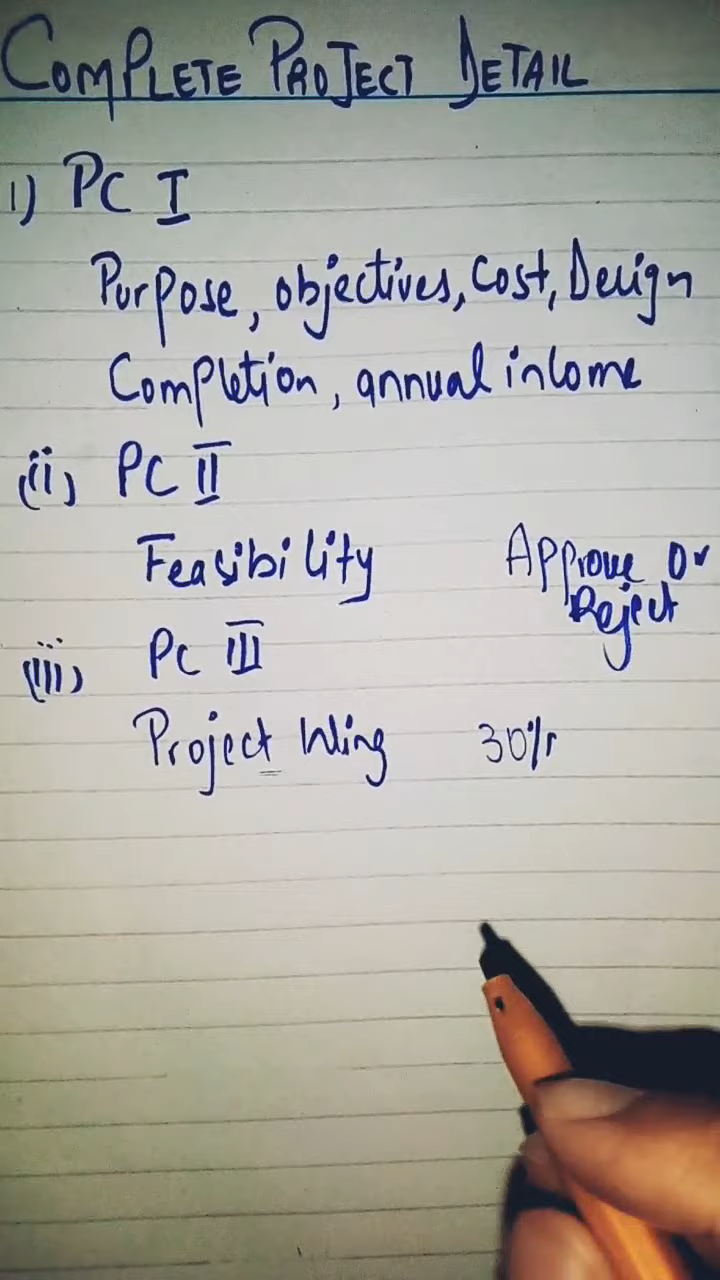 COMPLETE PROJECT DETAIL
1) PC I
Purpose, objectives, Cost, Design
Completion, annual income
(ii) PC II
Feasibility Approve or
Reject
(iii) PC III
Project Wing 30%